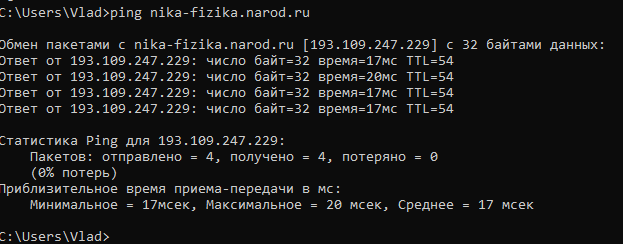 C:\Users\Vlad>ping nika-fizika.narod.ru
Обмен пакетами с nika-fizika.narod.ru [193.109.247.229] с 32 байтами данных:
Ответ от 193.109.247.229: число байт=32 время=17мс TTL=54
Ответ от 193.109.247.229: число байт=32 время=20мс TTL=54
Ответ от 193.109.247.229: число байт=32 время=17мс TTL=54
Ответ от 193.109.247.229: число байт=32 время=17мс TTL=54
Статистика Ping для 193.109.247.229:
    Пакетов: отправлено = 4, получено = 4, потеряно = 0
    (0% потерь)
Приблизительное время приема-передачи в мс:
    Минимальное = 17мсек, Максимальное = 20 мсек, Среднее = 17 мсек
C:\Users\Vlad>